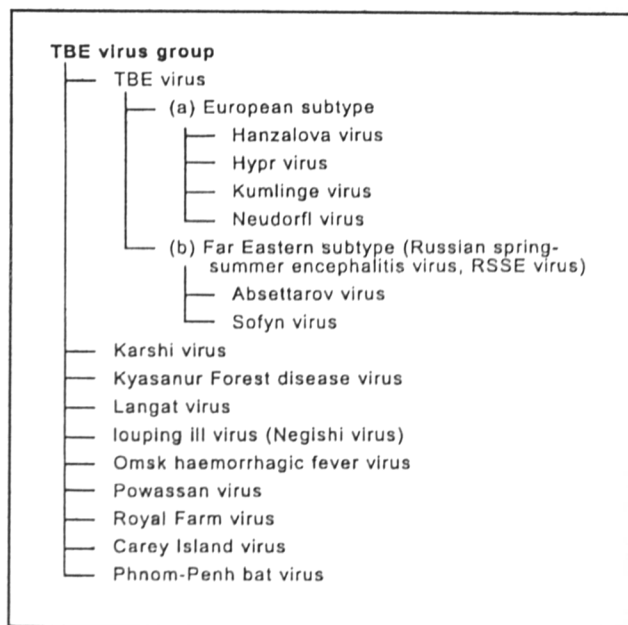 TBE virus group
TBE virus
(a) European subtype
Hanzalova virus
Hypr virus
Kumlinge virus
Neudorfl virus
(b) Far Eastern subtype (Russian spring-
summer encephalitis virus, RSSE virus)
Absettarov virus
Sofyn virus
Karshi virus
Kyasanur Forest disease virus
Langat virus
louping ill virus (Negishi virus)
Omsk haemorrhagic fever virus
Powassan virus
Royal Farm virus
Carey Island virus
Phnom-Penh bat virus